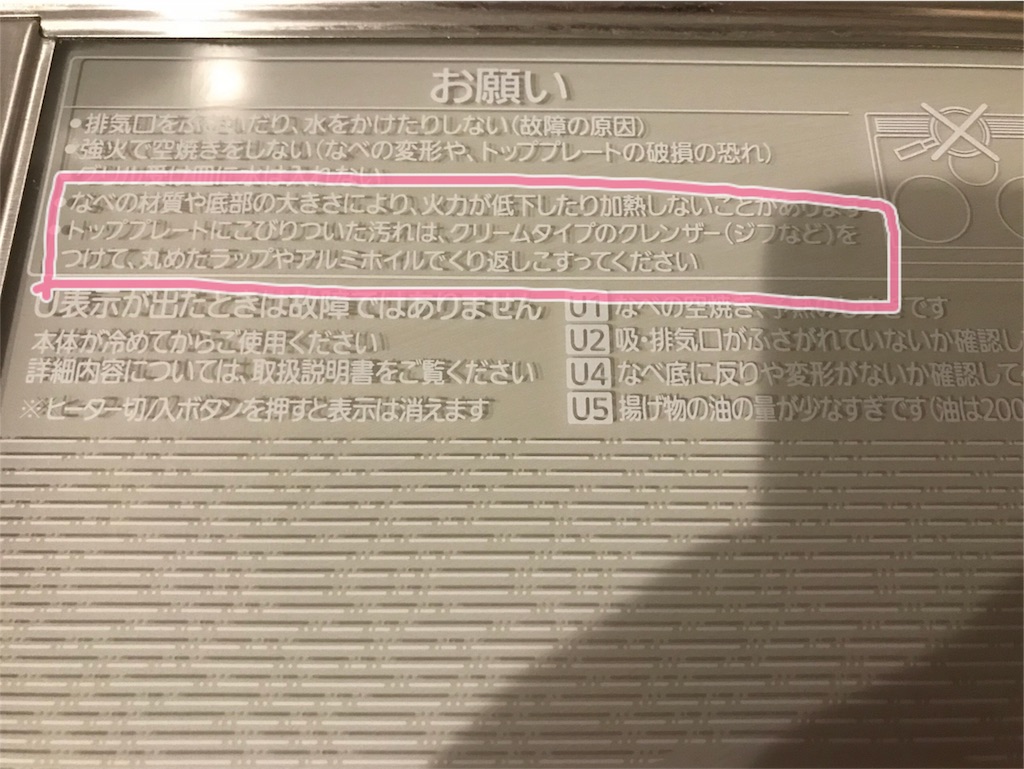 お願い
・排気口をふさいだり、水をかけたりしない(故障の原因)
・強火で空焼きをしない(なべの変形や、トッププレートの破損の恐れ)
・グリル受け皿に水は入れない
・なべの材質や底部の大きさにより、火力が低下したり加熱しないことがあります
・トッププレートにこびりついた汚れは、クリームタイプのクレンザー(ジフなど)を
つけて、丸めたラップやアルミホイルでくり返しこすってください
U表示が出たときは故障ではありません
本体が冷めてからご使用ください
詳細内容については、取扱説明書をご覧ください
※ヒーター切/入ボタンを押すと表示は消えます
U1 なべの空焼き、です
U2 吸・排気口がふさがれていないか確認し
U4 なべ底に反りや変形がないか確認して
U5 揚げ物の油の量が少なすぎです(油は200